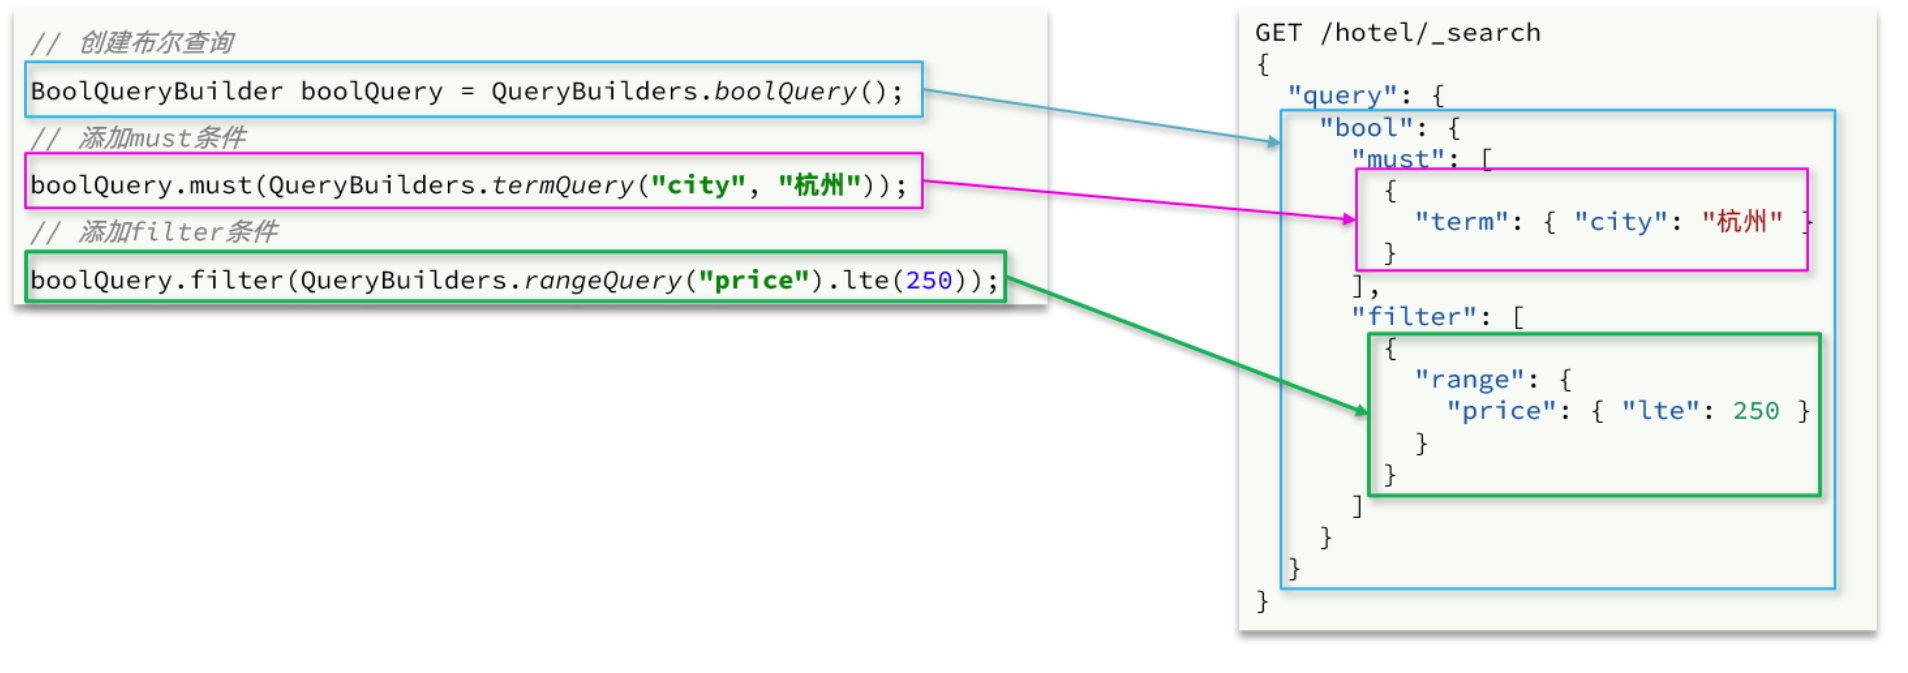 // 创建布尔查询
BoolQueryBuilder boolQuery = QueryBuilders.boolQuery();
// 添加must条件
boolQuery.must(QueryBuilders.termQuery("city", "杭州"));
// 添加filter条件
boolQuery.filter(QueryBuilders.rangeQuery("price").lte(250));
GET /hotel/_search
{
  "query": {
    "bool": {
      "must": [
        {
          "term": { "city": "杭州" }
        }
      ],
      "filter": [
        {
          "range": {
            "price": { "lte": 250 }
          }
        }
      ]
    }
  }
}